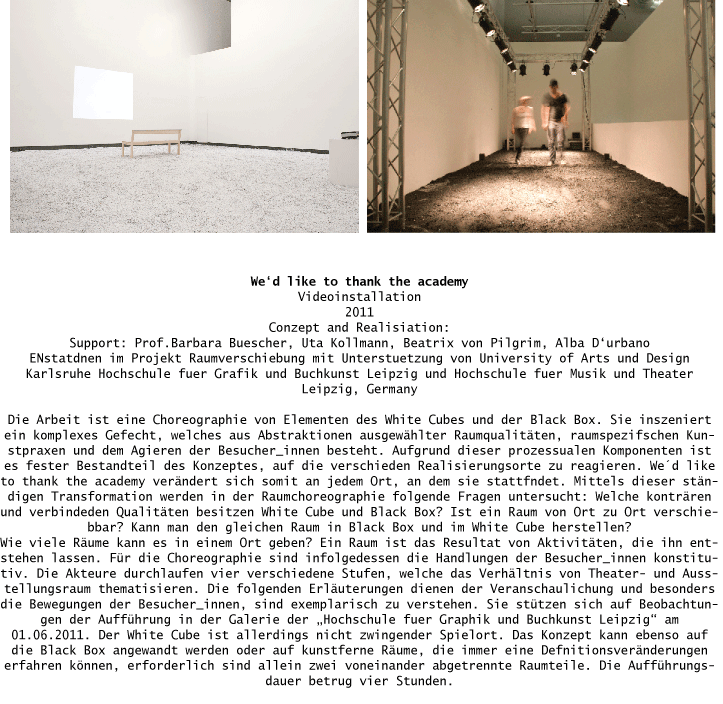 We‘d like to thank the academy
Videoinstallation
2011
Conzept and Realisiation:
Support: Prof.Barbara Buescher, Uta Kollmann, Beatrix von Pilgrim, Alba D‘urbano
ENstatdnen im Projekt Raumverschiebung mit Unterstuetzung von University of Arts und Design
Karlsruhe Hochschule fuer Grafik und Buchkunst Leipzig und Hochschule fuer Musik und Theater
Leipzig, Germany
Die Arbeit ist eine Choreographie von Elementen des White Cubes und der Black Box. Sie inszeniert
ein komplexes Gefecht, welches aus Abstraktionen ausgewählter Raumqualitäten, raumspezifschen Kun-
stpraxen und dem Agieren der Besucher_innen besteht. Aufgrund dieser prozessualen Komponenten ist
es fester Bestandteil des Konzeptes, auf die verschieden Realisierungsorte zu reagieren. We´d like
to thank the academy verändert sich somit an jedem Ort, an dem sie stattfndet. Mittels dieser stän-
digen Transformation werden in der Raumchoreographie folgende Fragen untersucht: Welche konträren
und verbindeden Qualitäten besitzen White Cube und Black Box? Ist ein Raum von Ort zu Ort verschie-
bbar? Kann man den gleichen Raum in Black Box und im White Cube herstellen?
Wie viele Räume kann es in einem Ort geben? Ein Raum ist das Resultat von Aktivitäten, die ihn ent-
stehen lassen. Für die Choreographie sind infolgedessen die Handlungen der Besucher_innen konstitu-
tiv. Die Akteure durchlaufen vier verschiedene Stufen, welche das Verhältnis von Theater- und Auss-
tellungsraum thematisieren. Die folgenden Erläuterungen dienen der Veranschaulichung und besonders
die Bewegungen der Besucher_innen, sind exemplarisch zu verstehen. Sie stützen sich auf Beobachtun-
gen der Aufführung in der Galerie der „Hochschule fuer Graphik und Buchkunst Leipzig“ am
01.06.2011. Der White Cube ist allerdings nicht zwingender Spielort. Das Konzept kann ebenso auf
die Black Box angewandt werden oder auf kunstferne Räume, die immer eine Defnitionsveränderungen
erfahren können, erforderlich sind allein zwei voneinander abgetrennte Raumteile. Die Aufführungs-
dauer betrug vier Stunden.